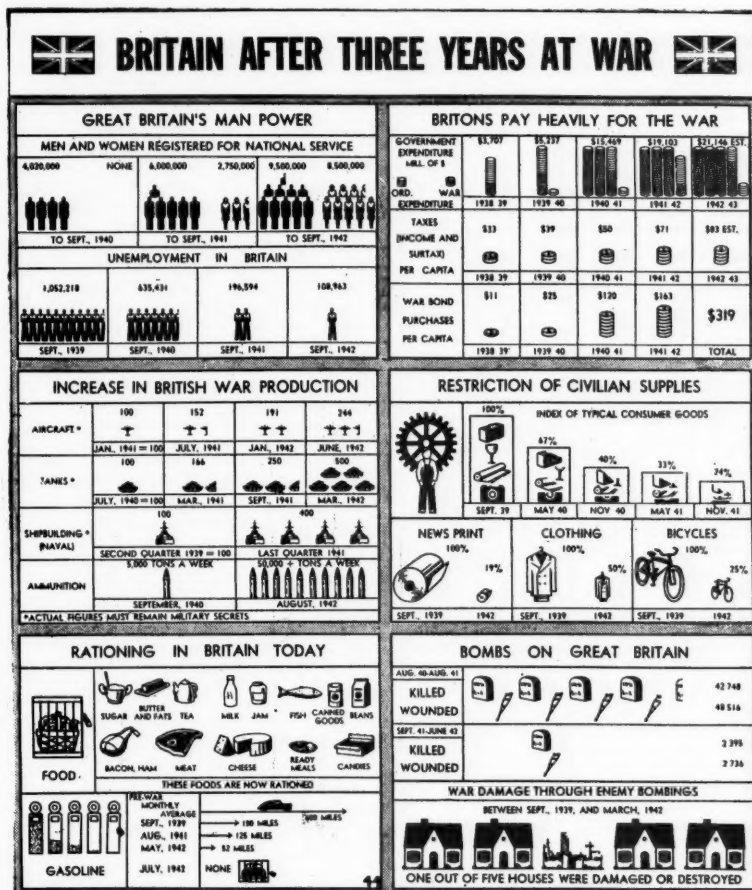 BRITAIN AFTER THREE YEARS AT WAR
GREAT BRITAIN'S MAN POWER
MEN AND WOMEN REGISTERED FOR NATIONAL SERVICE
4,020,000 NONE 6,000,000 2,750,000 9,500,000 8,500,000
TO SEPT., 1940 TO SEPT., 1941 TO SEPT., 1942
UNEMPLOYMENT IN BRITAIN
1,052,218 635,431 196,594 108,963
SEPT., 1939 SEPT., 1940 SEPT., 1941 SEPT., 1942
BRITONS PAY HEAVILY FOR THE WAR
GOVERNMENT $3,707 $5,237 $15,469 $19,103 $21,146 EST.
EXPENDITURE
MILL. OF $
ORD. WAR
EXPENDITURE 1938 39 1939 40 1940 41 1941 42 1942 43
TAXES $33 $39 $50 $71 $83 EST.
(INCOME AND
SURTAX)
PER CAPITA 1938 39 1939 40 1940 41 1941 42 1942 43
WAR BOND $11 $25 $120 $163
PURCHASES $319
PER CAPITA 1938 39 1939 40 1940 41 1941 42 TOTAL
INCREASE IN BRITISH WAR PRODUCTION
100 152 191 244
AIRCRAFT *
JAN., 1941 = 100 JULY, 1941 JAN., 1942 JUNE, 1942
100 166 250 500
TANKS *
JULY, 1940 = 100 MAR., 1941 SEPT., 1941 MAR., 1942
100 400
SHIPBUILDING *
(NAVAL)
SECOND QUARTER 1939 = 100 LAST QUARTER 1941
5,000 TONS A WEEK 50,000 + TONS A WEEK
AMMUNITION
SEPTEMBER, 1940 AUGUST, 1942
*ACTUAL FIGURES MUST REMAIN MILITARY SECRETS
RESTRICTION OF CIVILIAN SUPPLIES
100% INDEX OF TYPICAL CONSUMER GOODS
67%
40%
33%
24%
SEPT. 39 MAY 40 NOV 40 MAY 41 NOV. 41
NEWS PRINT CLOTHING BICYCLES
100% 100% 100%
19% 50% 25%
SEPT., 1939 1942 SEPT., 1939 1942 SEPT., 1939 1942
RATIONING IN BRITAIN TODAY
SUGAR BUTTER AND FATS TEA MILK JAM FISH CANNED GOODS BEANS
BACON, HAM MEAT CHEESE READY MEALS CANDIES
FOOD
THESE FOODS ARE NOW RATIONED
PRE-WAR
MONTHLY
AVERAGE
MILES
SEPT., 1939 MILES
AUG., 1941 125 MILES
MAY, 1942 52 MILES
JULY, 1942 NONE
GASOLINE
44
BOMBS ON GREAT BRITAIN
AUG. 40-AUG. 41
KILLED 42 748
WOUNDED 48 516
SEPT. 41-JUNE 42
KILLED 2 395
WOUNDED 2 736
WAR DAMAGE THROUGH ENEMY BOMBINGS
BETWEEN SEPT., 1939, AND MARCH, 1942
ONE OUT OF FIVE HOUSES WERE DAMAGED OR DESTROYED